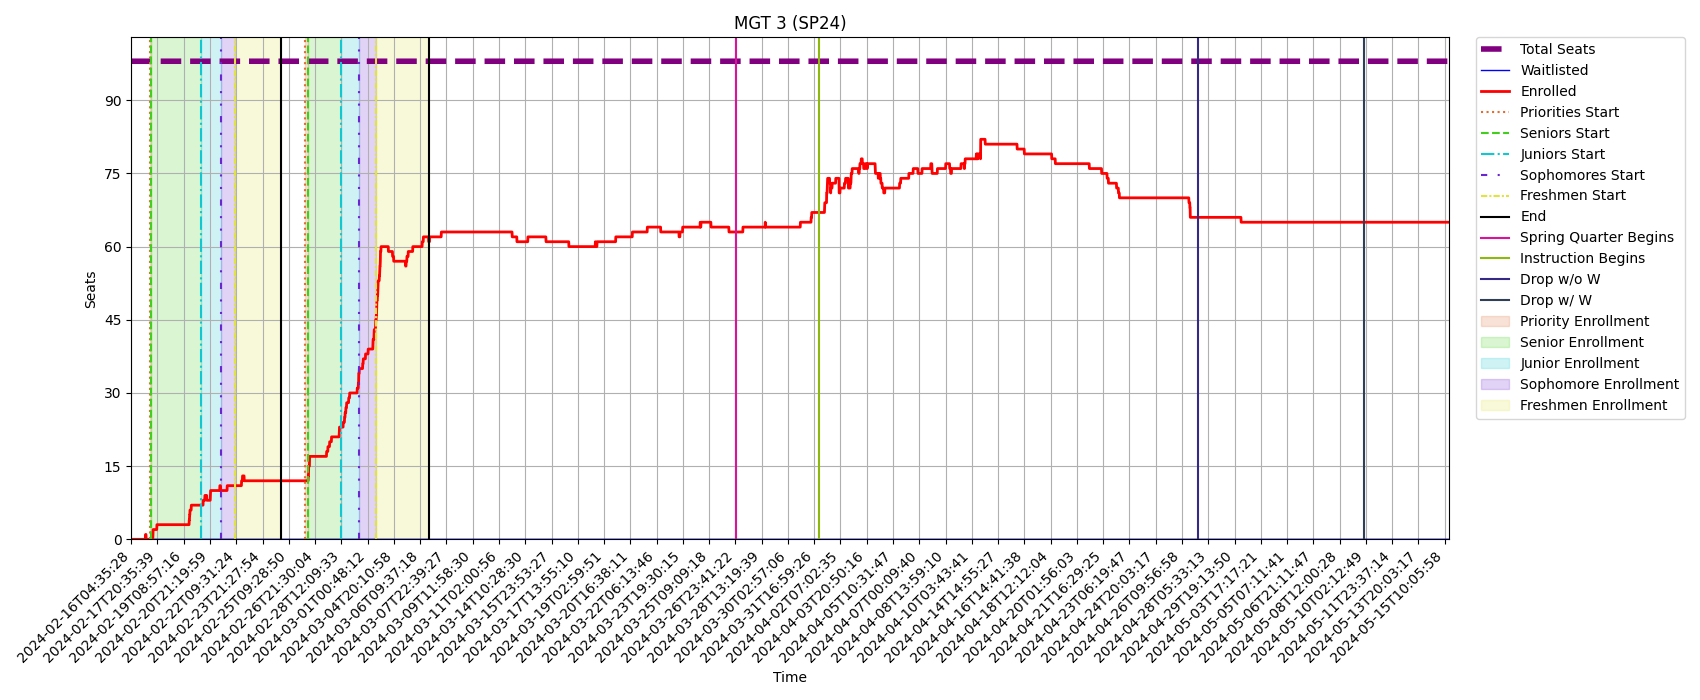 MGT 3 (SP24)
Seats
90
75
60
45
30
15
0
2024-02-16T04:35:28
2024-02-17T20:35:39
2024-02-19T08:57:16
2024-02-20T21:19:59
2024-02-22T09:31:24
2024-02-23T21:27:54
2024-02-25T09:28:50
2024-02-26T21:30:04
2024-02-28T12:09:33
2024-03-01T00:48:12
2024-03-04T20:10:58
2024-03-06T09:37:18
2024-03-07T22:39:27
2024-03-09T11:58:30
2024-03-11T02:00:56
2024-03-14T10:28:30
2024-03-15T23:53:27
2024-03-17T13:55:10
2024-03-19T02:59:51
2024-03-20T16:38:11
2024-03-22T06:13:46
2024-03-23T19:30:15
2024-03-25T09:09:18
2024-03-26T23:41:22
2024-03-28T13:19:39
2024-03-30T02:57:06
2024-03-31T16:59:26
2024-04-02T07:02:35
2024-04-03T20:50:16
2024-04-05T10:31:47
2024-04-07T00:09:40
2024-04-08T13:59:10
2024-04-10T03:43:41
2024-04-14T14:55:27
2024-04-16T14:41:38
2024-04-18T12:12:04
2024-04-20T01:56:03
2024-04-21T16:29:25
2024-04-23T06:19:47
2024-04-24T20:03:17
2024-04-26T09:56:58
2024-04-28T05:33:13
2024-04-29T19:13:50
2024-05-03T17:17:21
2024-05-05T07:11:41
2024-05-06T21:11:47
2024-05-08T12:00:28
2024-05-10T02:12:49
2024-05-11T23:37:14
2024-05-13T20:03:17
2024-05-15T10:05:58
Time
Total Seats
Waitlisted
Enrolled
Priorities Start
Seniors Start
Juniors Start
Sophomores Start
Freshmen Start
End
Spring Quarter Begins
Instruction Begins
Drop w/o W
Drop w/ W
Priority Enrollment
Senior Enrollment
Junior Enrollment
Sophomore Enrollment
Freshmen Enrollment